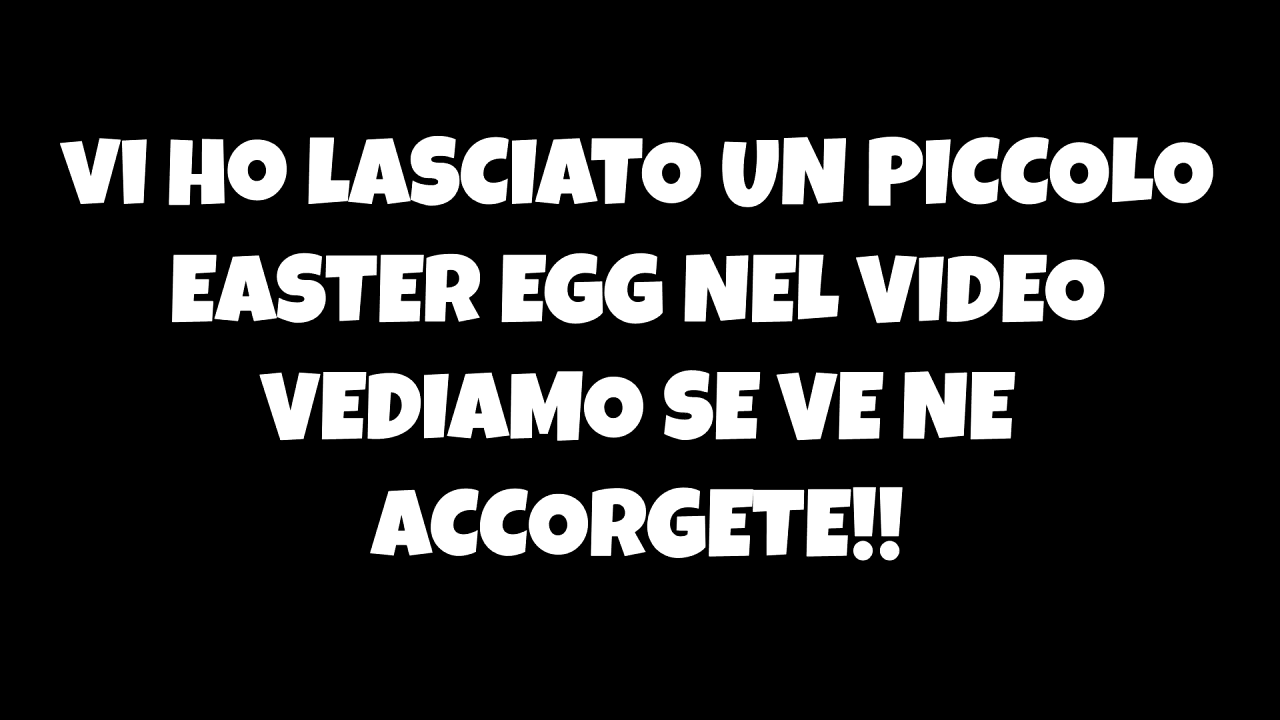 VI HO LASCIATO UN PICCOLO
EASTER EGG NEL VIDEO
VEDIAMO SE VE NE
ACCORGETE!!